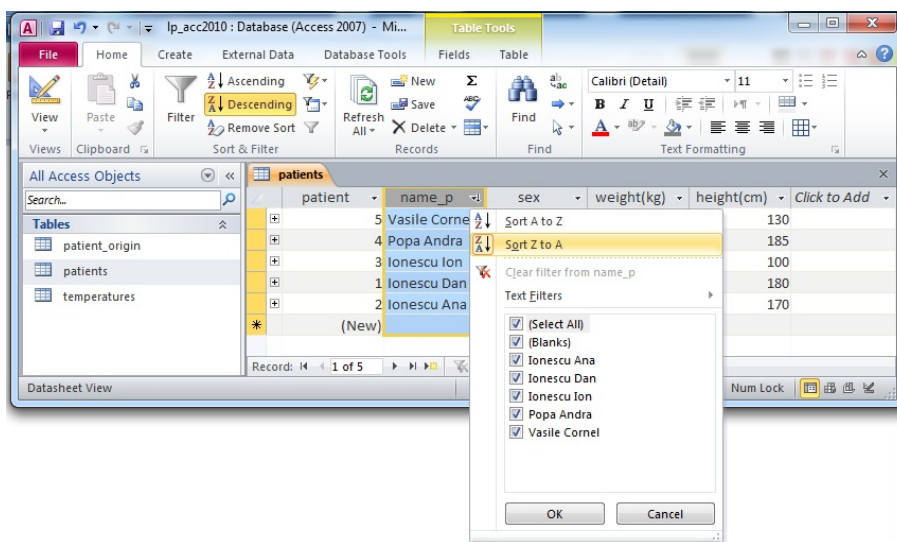 lp_acc2010 : Database (Access 2007) - Mi...
Table Tools
File Home Create External Data Database Tools Fields Table
View
Paste
Filter
Ascending
Descending
Remove Sort
Refresh All
New
Save
Delete
Find
Calibri (Detail) 11
B I U
Views Clipboard Sort & Filter Records Find Text Formatting
All Access Objects
Search...
Tables
patient_origin
patients
temperatures
patients
patient name_p sex weight(kg) height(cm) Click to Add
5 Vasile Corne 130
4 Popa Andra 185
3 Ionescu Ion 100
1 Ionescu Dan 180
2 Ionescu Ana 170
(New)
Sort A to Z
Sort Z to A
Clear filter from name_p
Text Filters
(Select All)
(Blanks)
Ionescu Ana
Ionescu Dan
Ionescu Ion
Popa Andra
Vasile Cornel
OK Cancel
Record: 1 of 5
Datasheet View
Num Lock